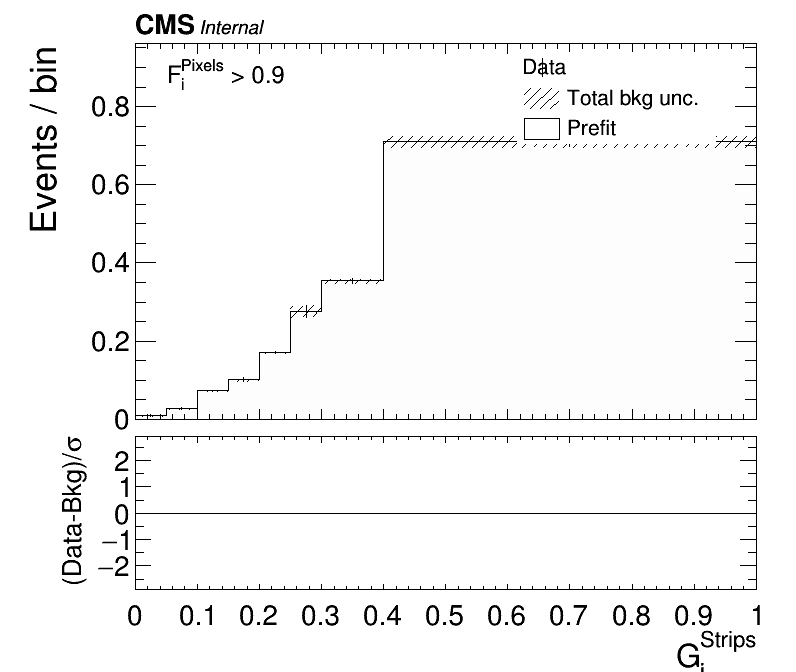 CMS Internal
F_i^Pixels > 0.9
Data
Total bkg unc.
Prefit
Events / bin
0.8
0.6
0.4
0.2
0
(Data-Bkg)/σ
2
1
0
−1
−2
0 0.1 0.2 0.3 0.4 0.5 0.6 0.7 0.8 0.9 1
G_i^Strips